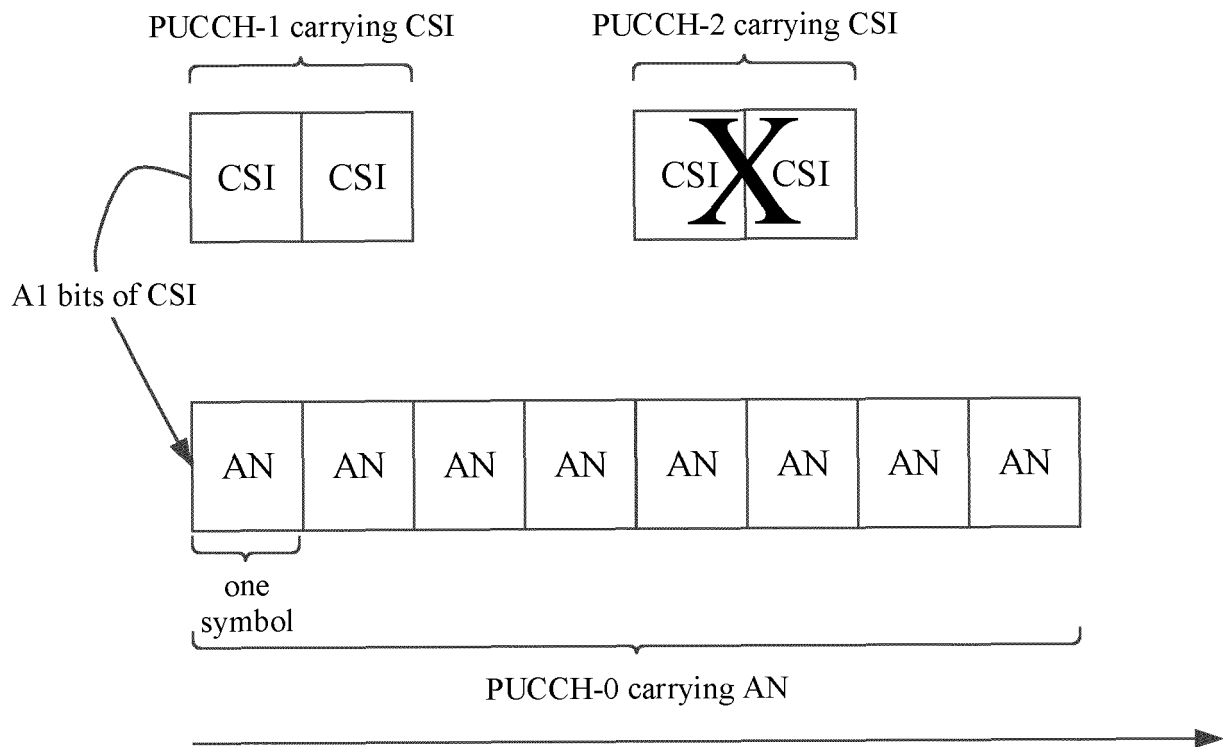 PUCCH-1 carrying CSI
PUCCH-2 carrying CSI
CSI CSI
CSI X CSI
A1 bits of CSI
AN AN AN AN AN AN AN AN
one
symbol
PUCCH-0 carrying AN